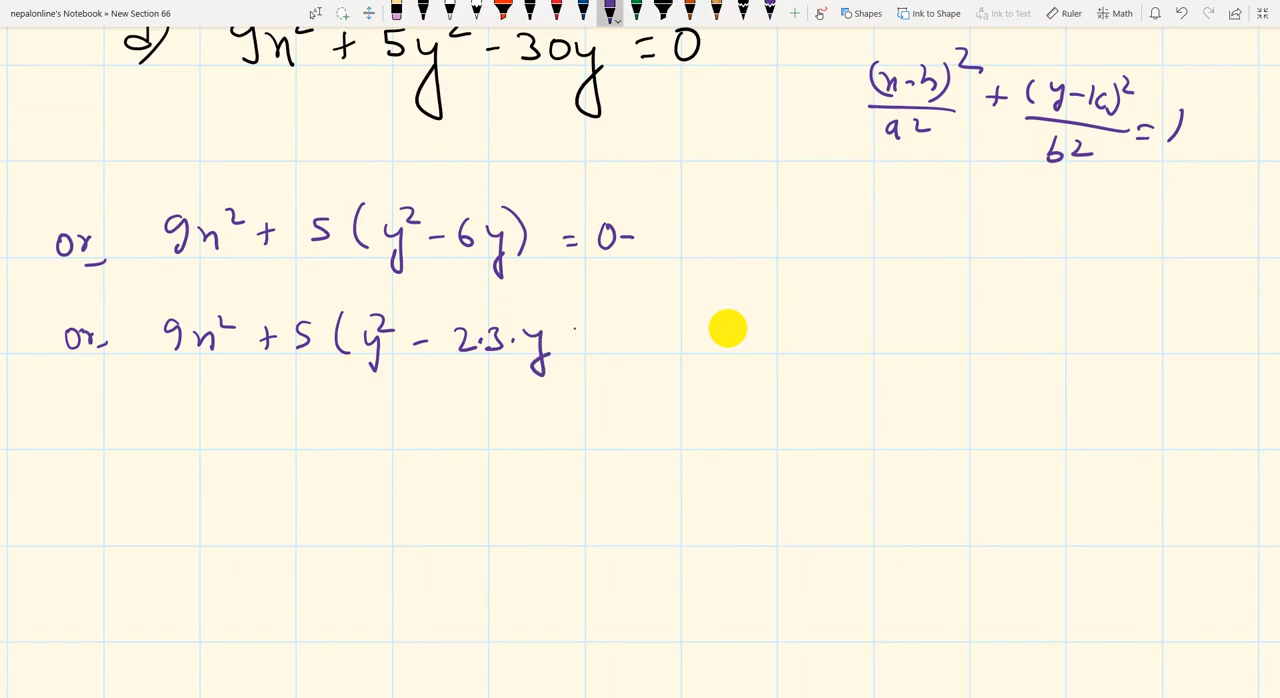 nepalonline's Notebook » New Section 66
Shapes Ink to Shape Ink to Text Ruler Math
d) 9x² + 5y² - 30y = 0
(x-h)²/a² + (y-k)²/b² = 1
or, 9x² + 5 (y² - 6y) = 0-
or, 9x² + 5 (y² - 2.3.y